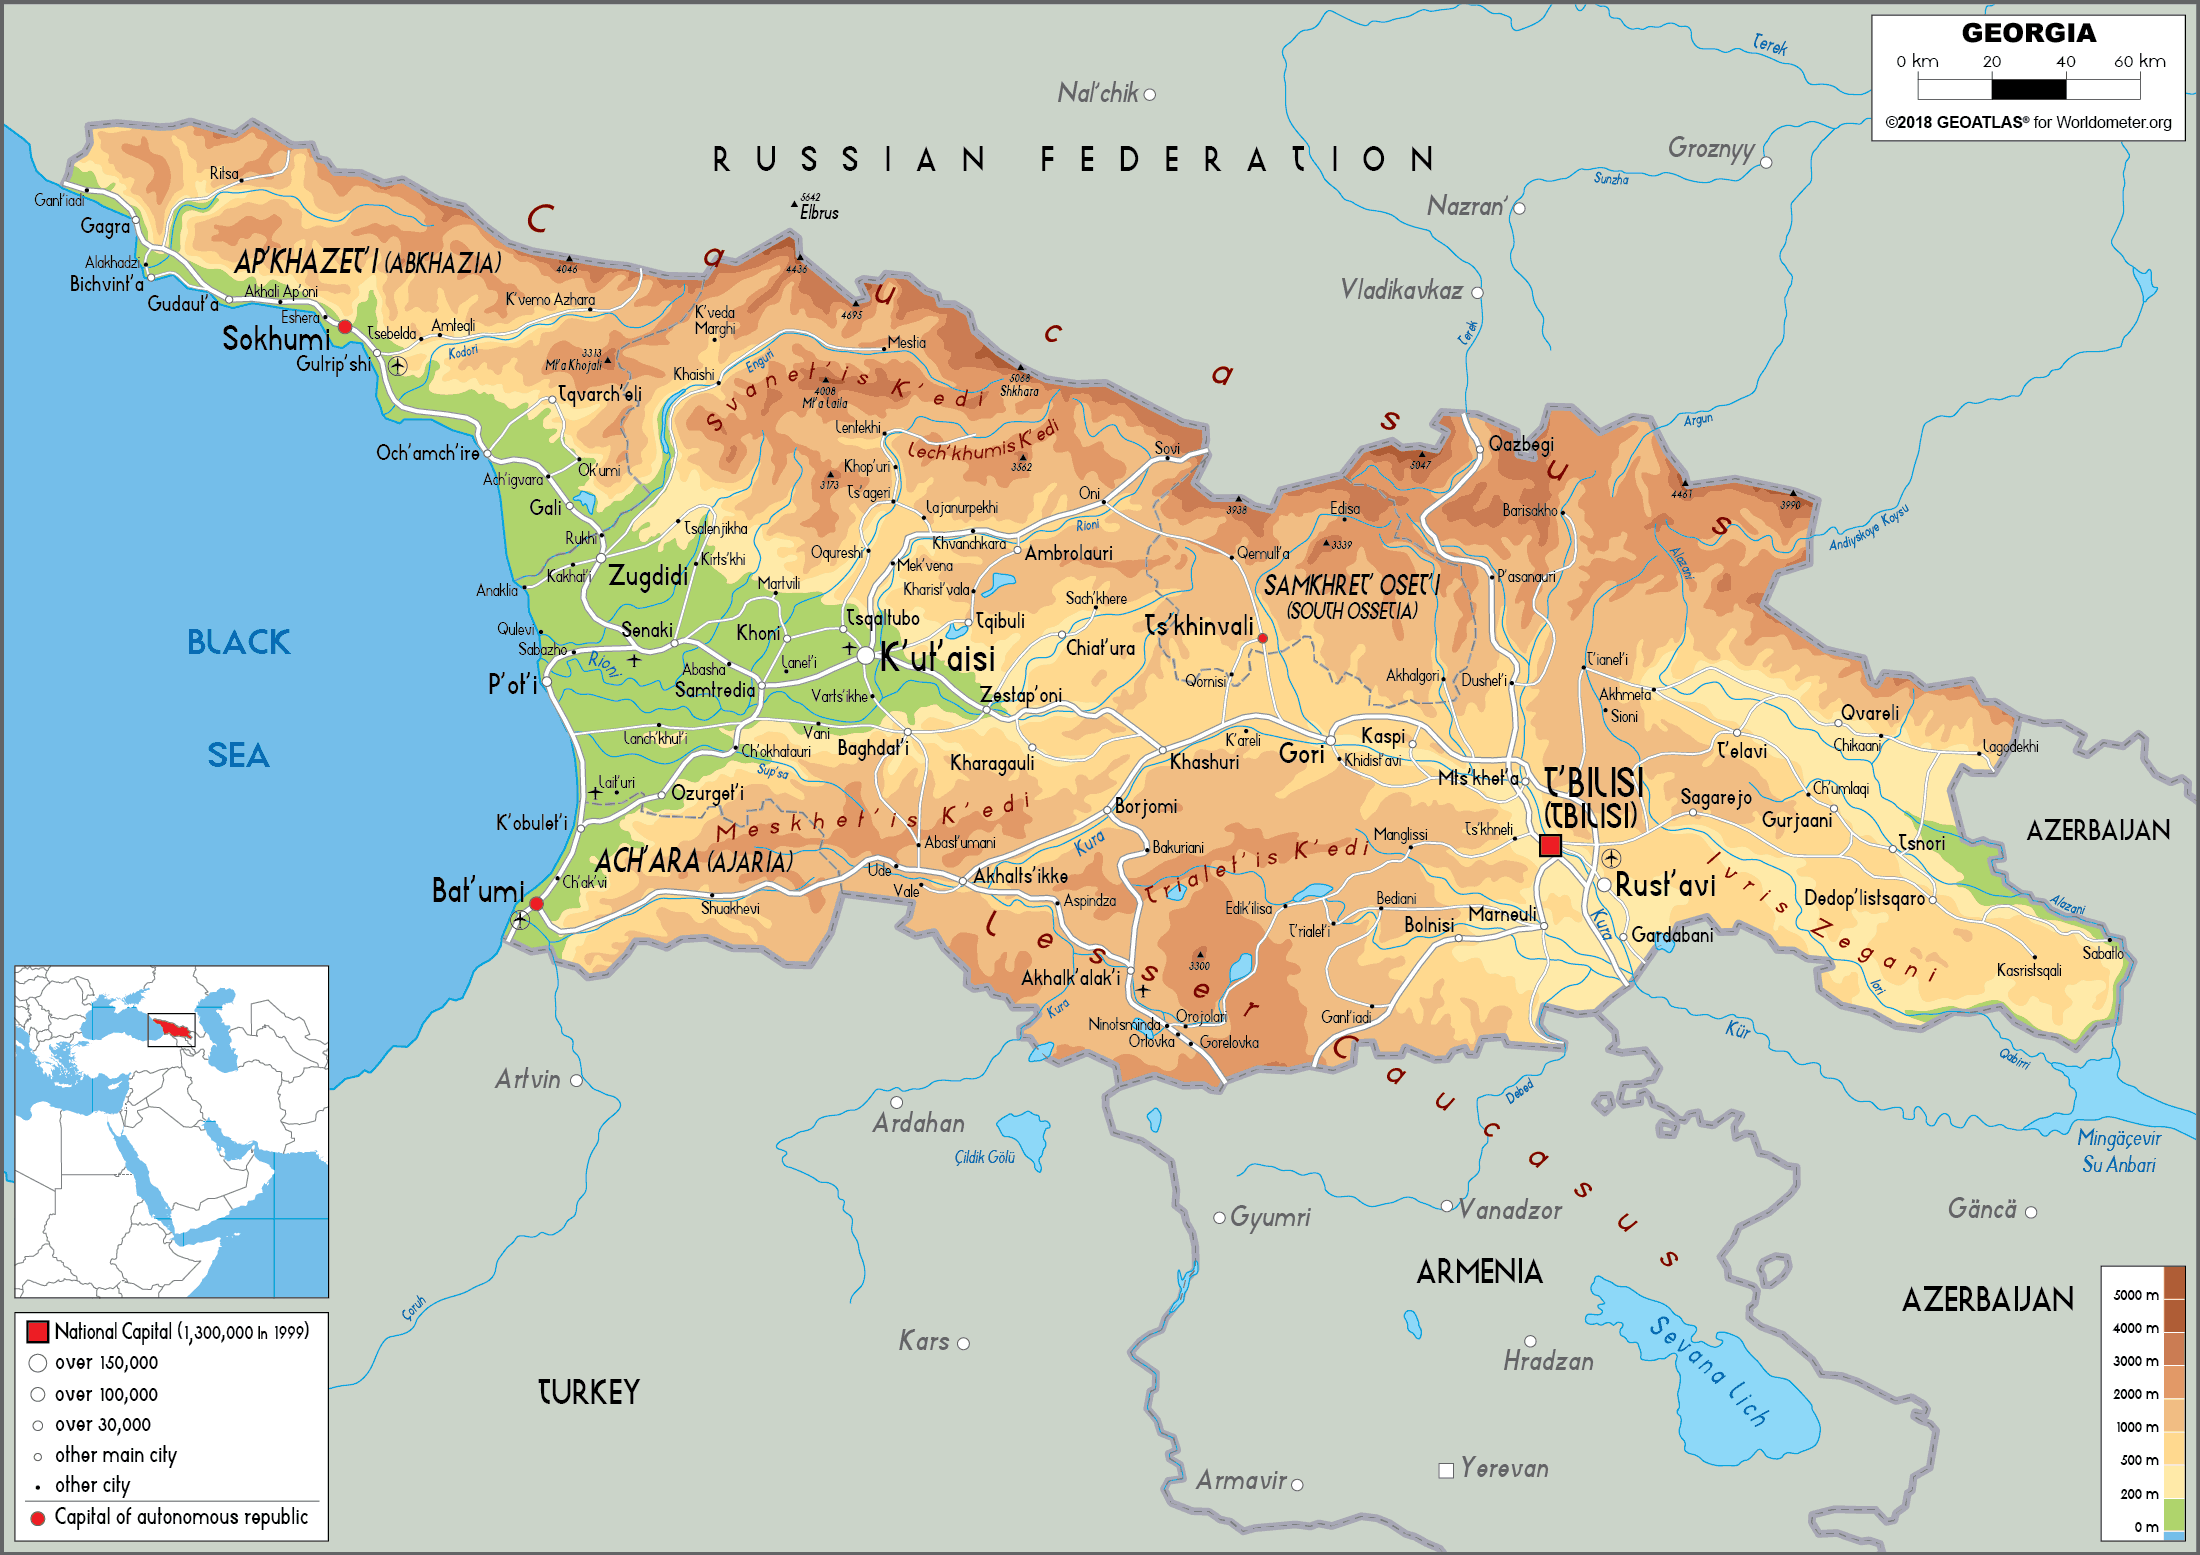 GEORGIA
0 km 20 40 60 km
©2018 GEOATLAS® for Worldometer.org
RUSSIAN FEDERATION
Nal'chik
Terek
Groznyy
Sunzha
Nazran'
Vladikavkaz
Terek
Argun
Andiyskoye Koysu
5642
Elbrus
Caucasus
Gant'iadi
Ritsa
Gagra
Alakhadzi
Bichvint'a
Gudaut'a
AP'KHAZET'I (ABKHAZIA)
4046
4436
4695
Akhali Ap'oni
Eshera
Sokhumi
Gulrip'shi
Tsebelda
Amteqli
Kodori
K'vemo Azhara
K'veda
Marghi
3313
Mt'a Khojali
Khaishi
Enguri
Mestia
Svanet'is K'edi
4008
Mt'a Laila
5068
Shkhara
Tqvarch'eli
Och'amch'ire
Ach'igvara
Ok'umi
Gali
Rukhi
Tsalenjikha
Kirts'khi
Kakhat'i
Zugdidi
Anaklia
Lentekhi
Lech'khumis K'edi
3562
Khop'uri
3173
Ts'ageri
Lajanurpekhi
Oni
Sovi
Rioni
Khvanchkara
Ambrolauri
Oqureshi
Mek'vena
Kharist'vala
Martvili
Tqibuli
Sach'khere
Chiat'ura
3938
Edisa
3339
5047
Qazbegi
Barisakho
4461
3990
Alazani
Qemult'a
P'asanauri
SAMKHRET' OSET'I
(SOUTH OSSETIA)
Ts'khinvali
Qornisi
Akhalgori
Dushet'i
T'ianet'i
Akhmeta
Sioni
BLACK
SEA
Qulevi
Sabazho
Rioni
P'ot'i
Senaki
Khoni
Tsqaltubo
K'ut'aisi
Abasha
Lanet'i
Samtredia
Varts'ikhe
Zestap'oni
Lanch'khut'i
Ch'okhatauri
Vani
Baghdat'i
Kharagauli
Khashuri
K'areli
Gori
Kaspi
Khidist'avi
Mts'khet'a
T'BILISI
(TBILISI)
T'elavi
Qvareli
Chikaani
Lagodekhi
Ch'umlaqi
Sagarejo
Gurjaani
Tsnori
AZERBAIJAN
Sup'sa
Lait'uri
Ozurget'i
K'obulet'i
Meskhet'is K'edi
Abast'umani
Borjomi
Kura
Bakuriani
Trialet'is K'edi
Manglissi
Ts'khneti
Rust'avi
Ivris Zegani
Dedop'listsqaro
Alazani
Sabatlo
Kasristsqali
Iori
ACH'ARA (AJARIA)
Bat'umi
Ch'ak'vi
Shuakhevi
Ude
Vale
Akhalts'ikke
Aspindza
Edik'ilisa
T'rialet'i
Bediani
Bolnisi
Marneuli
Kura
Gardabani
Lesser Caucasus
Akhalk'alak'i
3300
Kura
Ninotsminda
Orojolari
Orlovka
Gorelovka
Gant'iadi
Kür
Qabirri
Debed
Mingäçevir
Su Anbari
Artvin
Ardahan
Çildik Gölü
Çoruh
Gyumri
Vanadzor
Gäncä
ARMENIA
AZERBAIJAN
Kars
TURKEY
Hradzan
Sevana Lich
Armavir
Yerevan
National Capital (1,300,000 In 1999)
over 150,000
over 100,000
over 30,000
other main city
other city
Capital of autonomous republic
5000 m
4000 m
3000 m
2000 m
1000 m
500 m
200 m
0 m